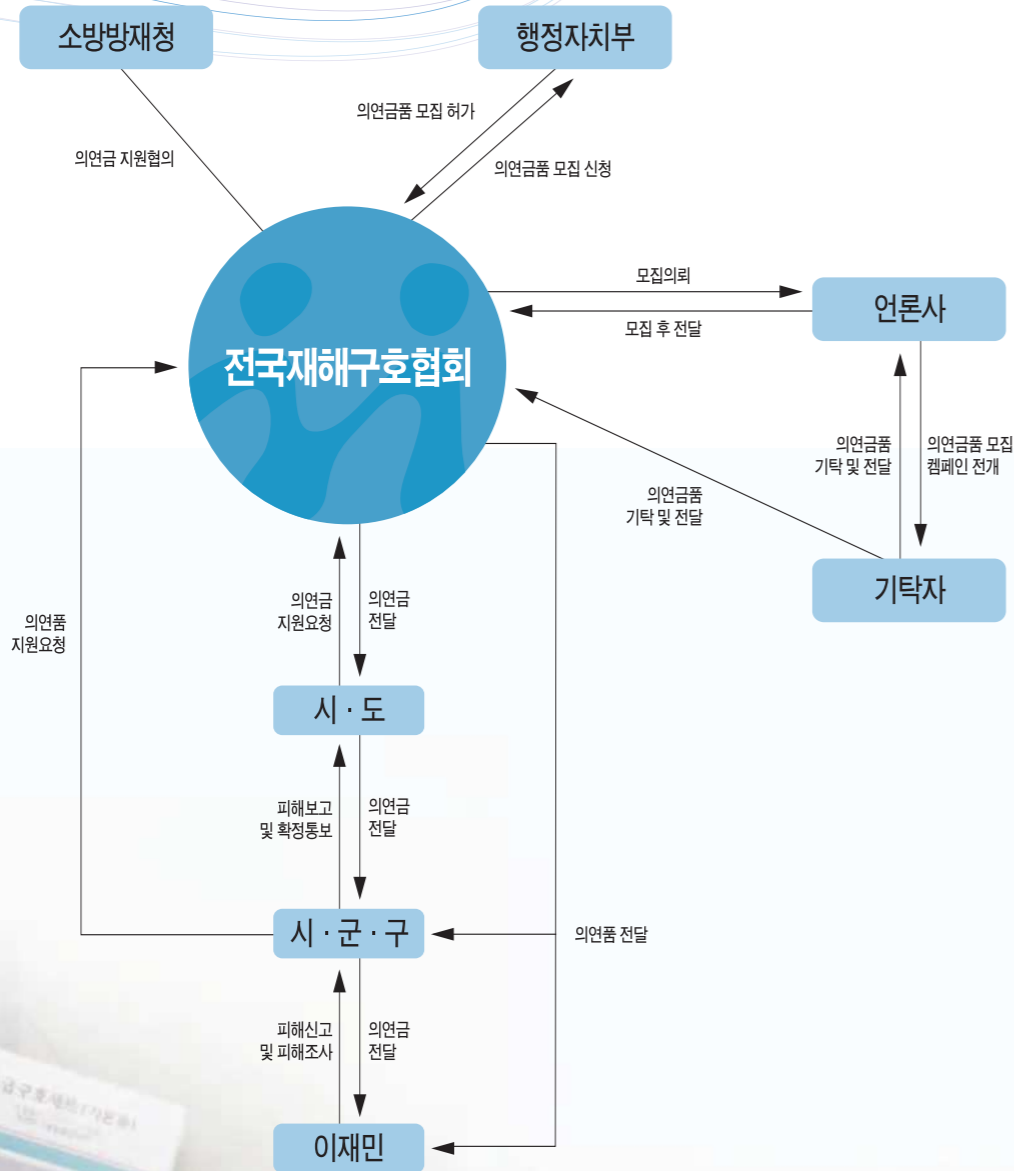 소방방재청
행정자치부
의연금품 모집 허가
의연금 지원협의
의연금품 모집 신청
모집의뢰
언론사
모집 후 전달
전국재해구호협회
의연금품
기탁 및 전달
의연금품 모집
켐페인 전개
의연금품
기탁 및 전달
기탁자
의연품
지원요청
의연금
지원요청
의연금
전달
시 · 도
피해보고
및 확정통보
의연금
전달
시 · 군 · 구
의연품 전달
피해신고
및 피해조사
의연금
전달
이재민